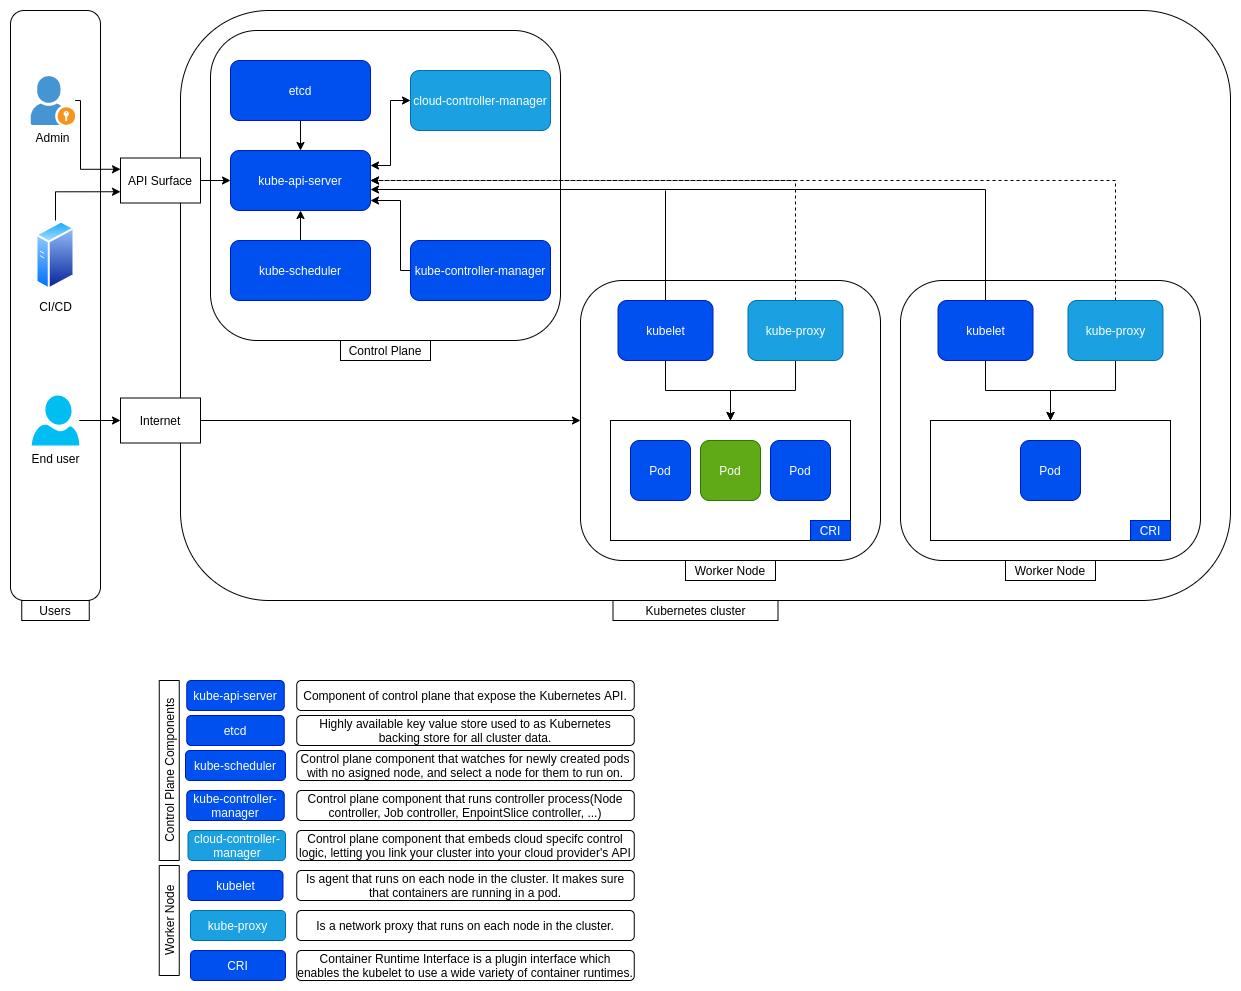 etcd
cloud-controller-manager
Admin
API Surface
kube-api-server
kube-scheduler
kube-controller-manager
CI/CD
Control Plane
kubelet
kube-proxy
kubelet
kube-proxy
Internet
End user
Pod
Pod
Pod
Pod
CRI
CRI
Worker Node
Worker Node
Users
Kubernetes cluster
Control Plane Components
kube-api-server
Component of control plane that expose the Kubernetes API.
etcd
Highly available key value store used to as Kubernetes
backing store for all cluster data.
kube-scheduler
Control plane component that watches for newly created pods
with no asigned node, and select a node for them to run on.
kube-controller-
manager
Control plane component that runs controller process(Node
controller, Job controller, EnpointSlice controller, ...)
cloud-controller-
manager
Control plane component that embeds cloud specifc control
logic, letting you link your cluster into your cloud provider's API
Worker Node
kubelet
Is agent that runs on each node in the cluster. It makes sure
that containers are running in a pod.
kube-proxy
Is a network proxy that runs on each node in the cluster.
CRI
Container Runtime Interface is a plugin interface which
enables the kubelet to use a wide variety of container runtimes.